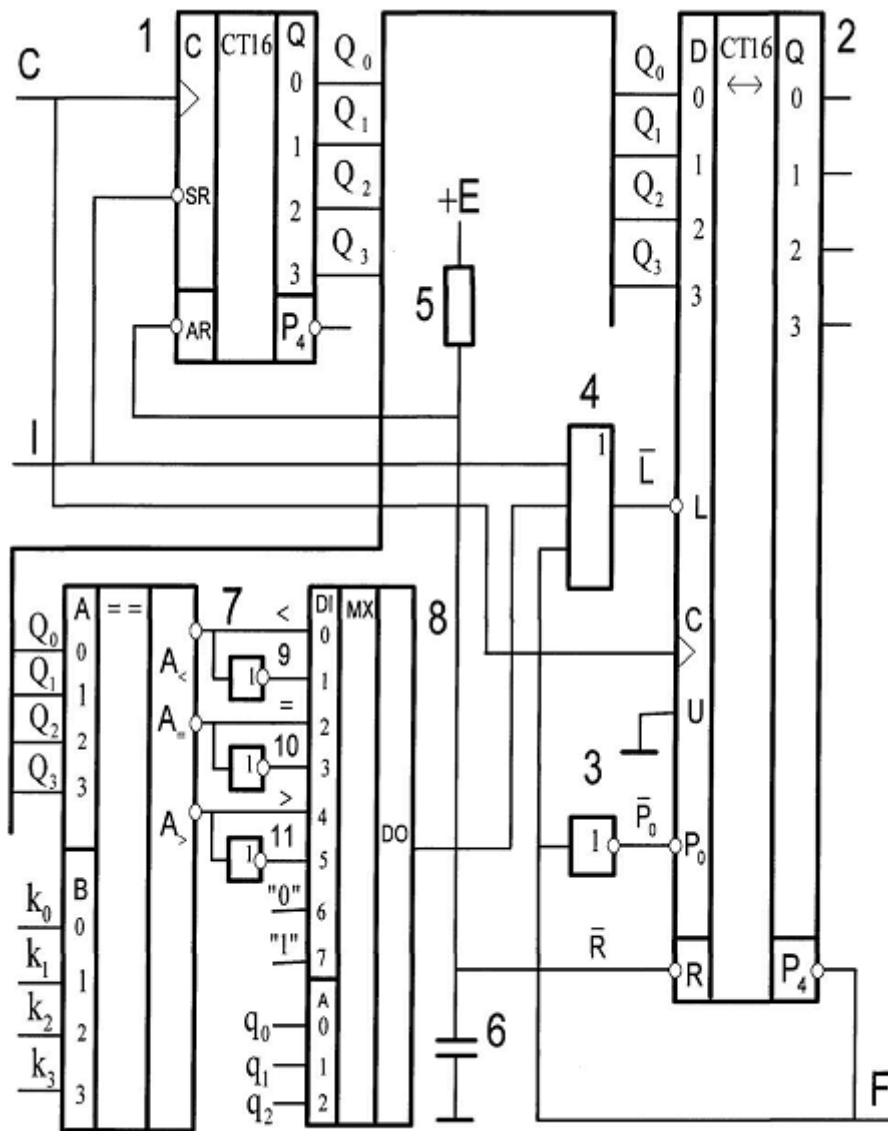 1
C
C
CT16
Q
Q0
0
Q1
1
Q2
2
Q3
3
SR
AR
P4
I
+E
5
4
1
L̅
2
D
CT16
↔
Q
Q0
0
0
Q1
1
1
Q2
2
2
Q3
3
3
L
C
U
3
1
P̅0
P0
R̅
R
P4
F
6
7
A
==
Q0
0
Q1
1
Q2
2
Q3
3
A<
A=
A>
B
k0
0
k1
1
k2
2
k3
3
8
DI
MX
<
0
9
1
1
=
2
10
1
3
>
4
11
1
5
"0"
6
"1"
7
DO
A
q0
0
q1
1
q2
2